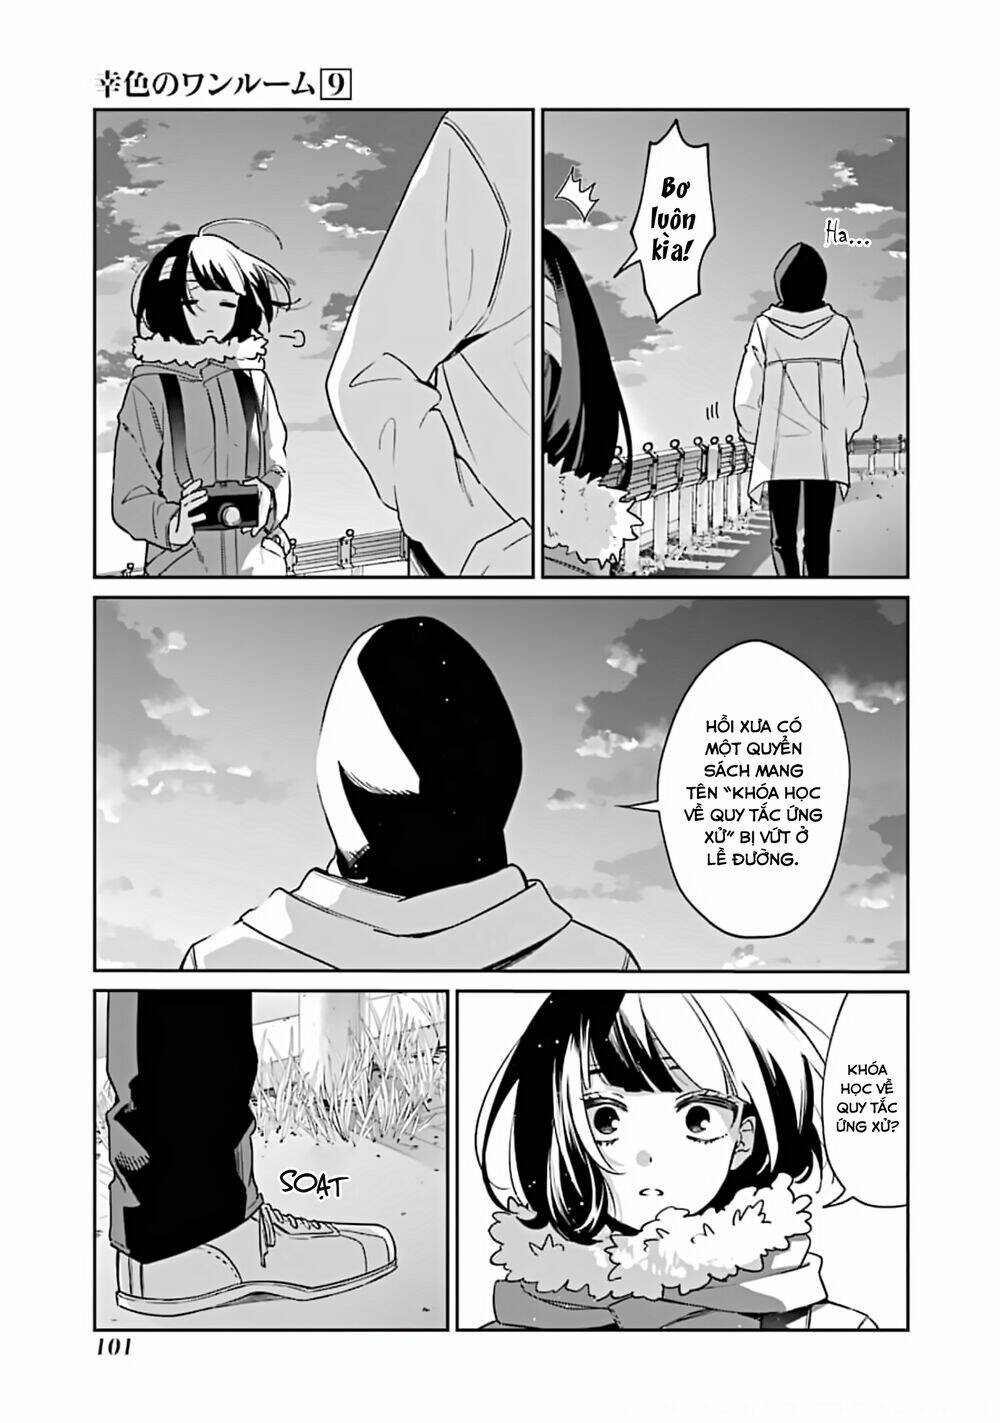 幸色のワンルーム 9
Bơ
luôn
kìa!
Ha...
HỒI XƯA CÓ
MỘT QUYỂN
SÁCH MANG
TÊN "KHÓA HỌC
VỀ QUY TẮC ỨNG
XỬ" BỊ VỨT Ở
LỀ ĐƯỜNG.
SOẠT
KHÓA
HỌC VỀ
QUY TẮC
ỨNG XỬ?
101